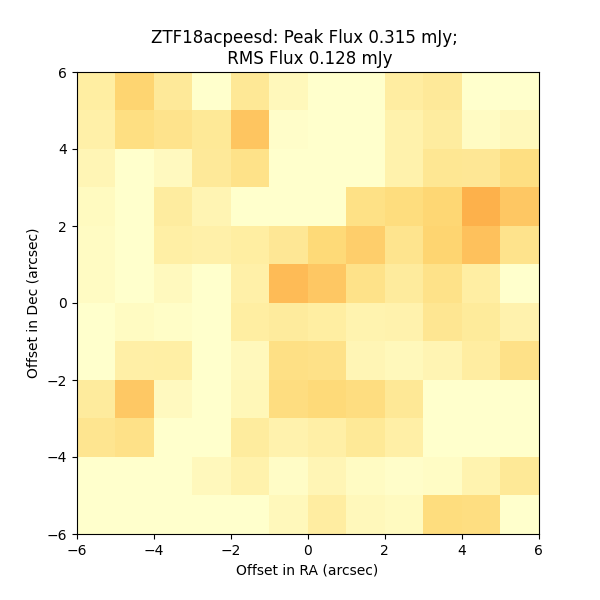 ZTF18acpeesd: Peak Flux 0.315 mJy;
RMS Flux 0.128 mJy
6
4
2
0
−2
−4
−6
Offset in Dec (arcsec)
−6 −4 −2 0 2 4 6
Offset in RA (arcsec)